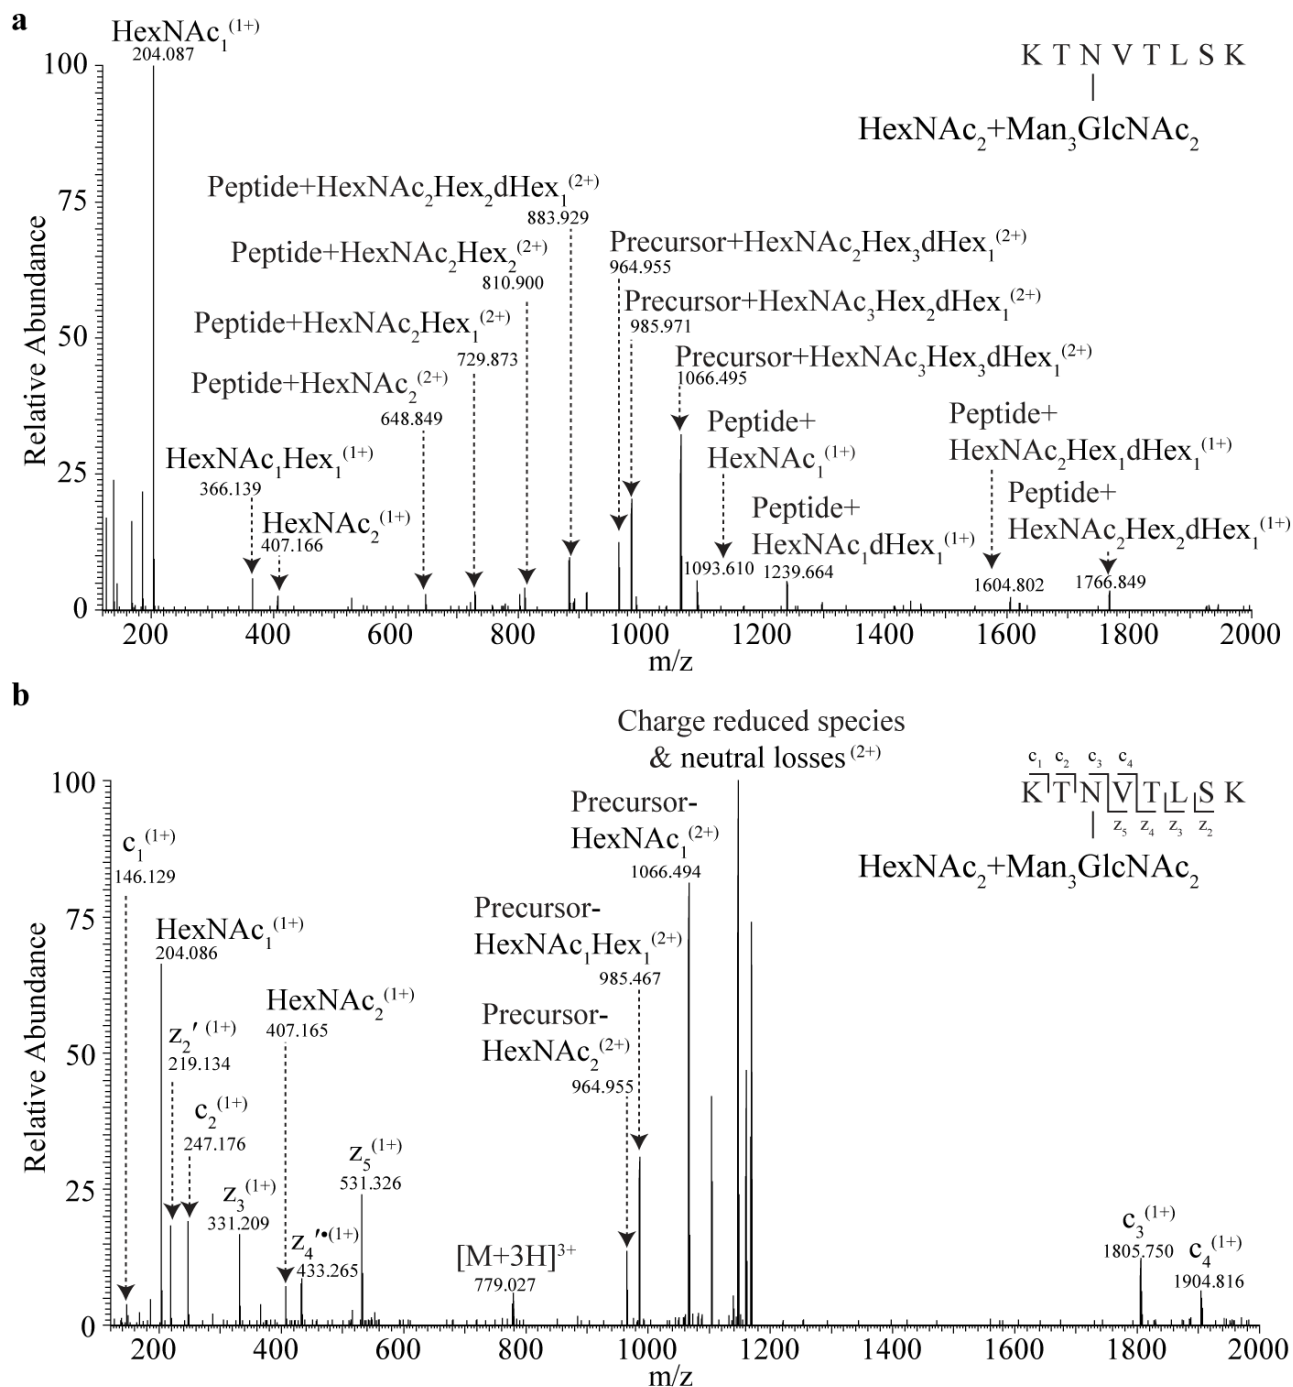 a
HexNAc₁⁽¹⁺⁾
204.087
K T N V T L S K
HexNAc₂+Man₃GlcNAc₂
Peptide+HexNAc₂Hex₂dHex₁⁽²⁺⁾
883.929
Peptide+HexNAc₂Hex₂⁽²⁺⁾
810.900
Precursor+HexNAc₂Hex₃dHex₁⁽²⁺⁾
964.955
Precursor+HexNAc₃Hex₂dHex₁⁽²⁺⁾
985.971
Peptide+HexNAc₂Hex₁⁽²⁺⁾
729.873
Precursor+HexNAc₃Hex₃dHex₁⁽²⁺⁾
1066.495
Peptide+HexNAc₂⁽²⁺⁾
648.849
Peptide+
HexNAc₁⁽¹⁺⁾
1093.610
Peptide+
HexNAc₂Hex₁dHex₁⁽¹⁺⁾
1604.802
HexNAc₁Hex₁⁽¹⁺⁾
366.139
HexNAc₂⁽¹⁺⁾
407.166
Peptide+
HexNAc₁dHex₁⁽¹⁺⁾
1239.664
Peptide+
HexNAc₂Hex₂dHex₁⁽¹⁺⁾
1766.849
Relative Abundance
100
75
50
25
0
200 400 600 800 1000 1200 1400 1600 1800 2000
m/z
b
Charge reduced species
& neutral losses⁽²⁺⁾
c₁ c₂ c₃ c₄
K T N V T L S K
z₅ z₄ z₃ z₂
HexNAc₂+Man₃GlcNAc₂
Precursor-
HexNAc₁⁽²⁺⁾
1066.494
c₁⁽¹⁺⁾
146.129
HexNAc₁⁽¹⁺⁾
204.086
Precursor-
HexNAc₁Hex₁⁽²⁺⁾
985.467
HexNAc₂⁽¹⁺⁾
407.165
Precursor-
HexNAc₂⁽²⁺⁾
964.955
z₂′⁽¹⁺⁾
219.134
c₂⁽¹⁺⁾
247.176
z₃⁽¹⁺⁾
331.209
z₅⁽¹⁺⁾
531.326
z₄′•⁽¹⁺⁾
433.265
[M+3H]³⁺
779.027
c₃⁽¹⁺⁾
1805.750
c₄⁽¹⁺⁾
1904.816
Relative Abundance
100
75
50
25
0
200 400 600 800 1000 1200 1400 1600 1800 2000
m/z